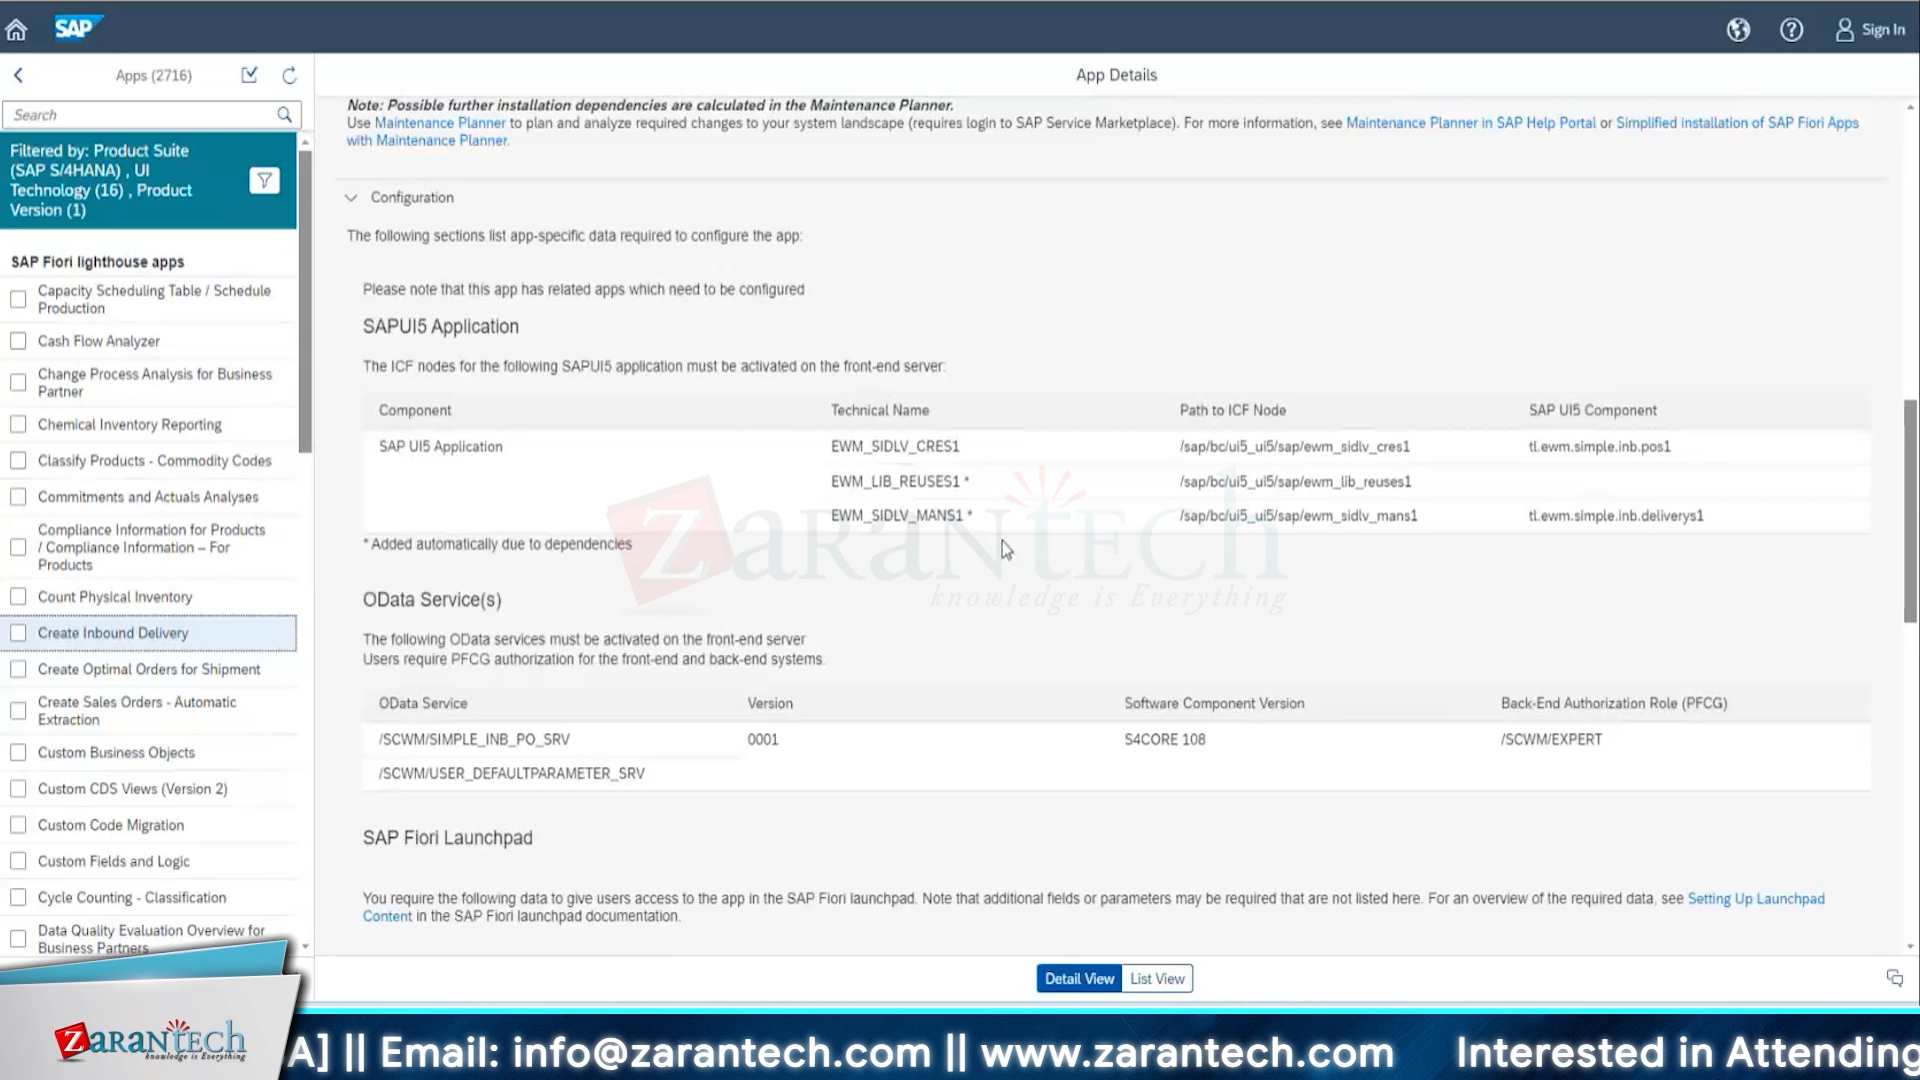 SAP
Sign In
Apps (2716)
App Details
Search
Filtered by: Product Suite
(SAP S/4HANA) , UI
Technology (16) , Product
Version (1)
SAP Fiori lighthouse apps
Capacity Scheduling Table / Schedule
Production
Cash Flow Analyzer
Change Process Analysis for Business
Partner
Chemical Inventory Reporting
Classify Products - Commodity Codes
Commitments and Actuals Analyses
Compliance Information for Products
/ Compliance Information – For
Products
Count Physical Inventory
Create Inbound Delivery
Create Optimal Orders for Shipment
Create Sales Orders - Automatic
Extraction
Custom Business Objects
Custom CDS Views (Version 2)
Custom Code Migration
Custom Fields and Logic
Cycle Counting - Classification
Data Quality Evaluation Overview for
Business Partners
Note: Possible further installation dependencies are calculated in the Maintenance Planner.
Use Maintenance Planner to plan and analyze required changes to your system landscape (requires login to SAP Service Marketplace). For more information, see Maintenance Planner in SAP Help Portal or Simplified installation of SAP Fiori Apps
with Maintenance Planner.
Configuration
The following sections list app-specific data required to configure the app:
Please note that this app has related apps which need to be configured
SAPUI5 Application
The ICF nodes for the following SAPUI5 application must be activated on the front-end server:
Component Technical Name Path to ICF Node SAP UI5 Component
SAP UI5 Application EWM_SIDLV_CRES1 /sap/bc/ui5_ui5/sap/ewm_sidlv_cres1 tl.ewm.simple.inb.pos1
EWM_LIB_REUSES1 * /sap/bc/ui5_ui5/sap/ewm_lib_reuses1
EWM_SIDLV_MANS1 * /sap/bc/ui5_ui5/sap/ewm_sidlv_mans1 tl.ewm.simple.inb.deliverys1
* Added automatically due to dependencies
ZaranTech
knowledge is Everything
OData Service(s)
The following OData services must be activated on the front-end server
Users require PFCG authorization for the front-end and back-end systems.
OData Service Version Software Component Version Back-End Authorization Role (PFCG)
/SCWM/SIMPLE_INB_PO_SRV 0001 S4CORE 108 /SCWM/EXPERT
/SCWM/USER_DEFAULTPARAMETER_SRV
SAP Fiori Launchpad
You require the following data to give users access to the app in the SAP Fiori launchpad. Note that additional fields or parameters may be required that are not listed here. For an overview of the required data, see Setting Up Launchpad
Content in the SAP Fiori launchpad documentation.
Detail View List View
ZaranTech
knowledge is Everything
A] || Email: info@zarantech.com || www.zarantech.com Interested in Attending